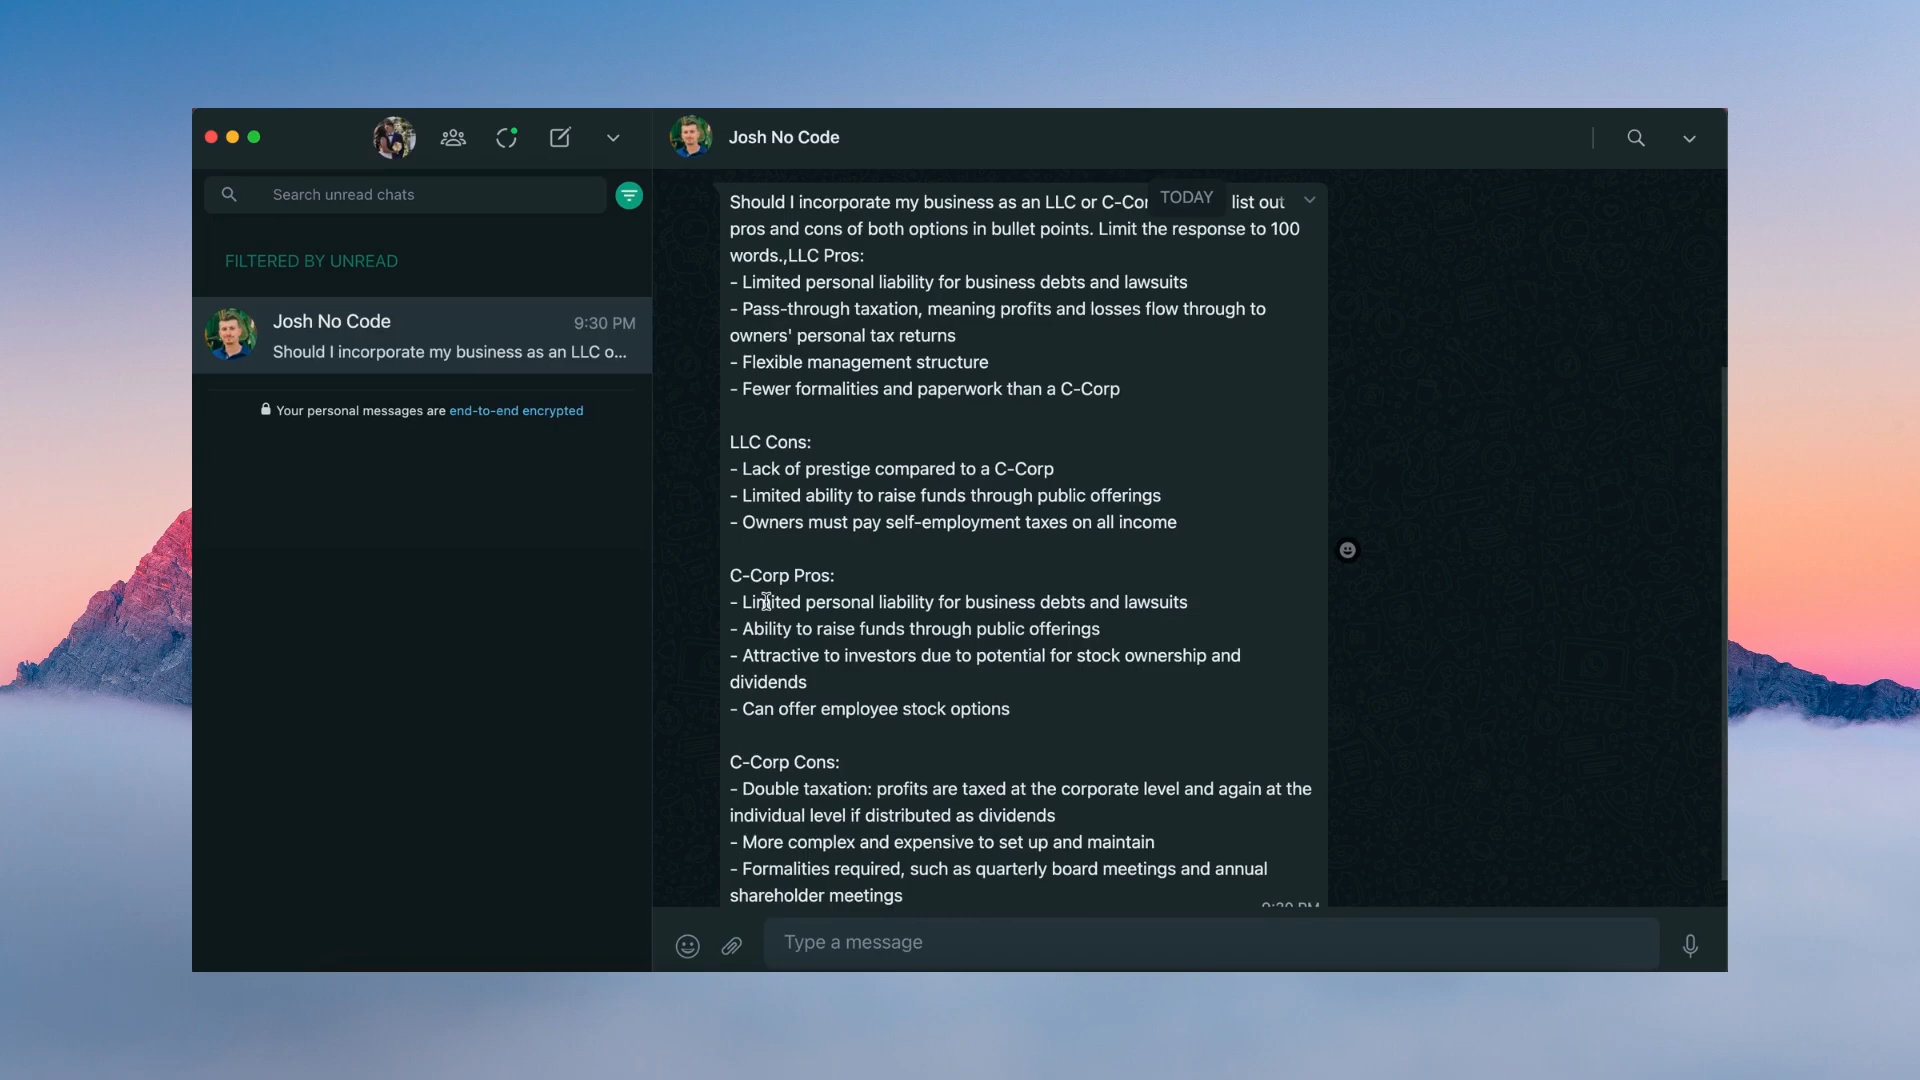 Josh No Code
Search unread chats
FILTERED BY UNREAD
Josh No Code
9:30 PM
Should I incorporate my business as an LLC o...
Your personal messages are end-to-end encrypted
TODAY
Should I incorporate my business as an LLC or C-Cor list out
pros and cons of both options in bullet points. Limit the response to 100
words.,LLC Pros:
- Limited personal liability for business debts and lawsuits
- Pass-through taxation, meaning profits and losses flow through to
owners' personal tax returns
- Flexible management structure
- Fewer formalities and paperwork than a C-Corp
LLC Cons:
- Lack of prestige compared to a C-Corp
- Limited ability to raise funds through public offerings
- Owners must pay self-employment taxes on all income
C-Corp Pros:
- Limited personal liability for business debts and lawsuits
- Ability to raise funds through public offerings
- Attractive to investors due to potential for stock ownership and
dividends
- Can offer employee stock options
C-Corp Cons:
- Double taxation: profits are taxed at the corporate level and again at the
individual level if distributed as dividends
- More complex and expensive to set up and maintain
- Formalities required, such as quarterly board meetings and annual
shareholder meetings
Type a message